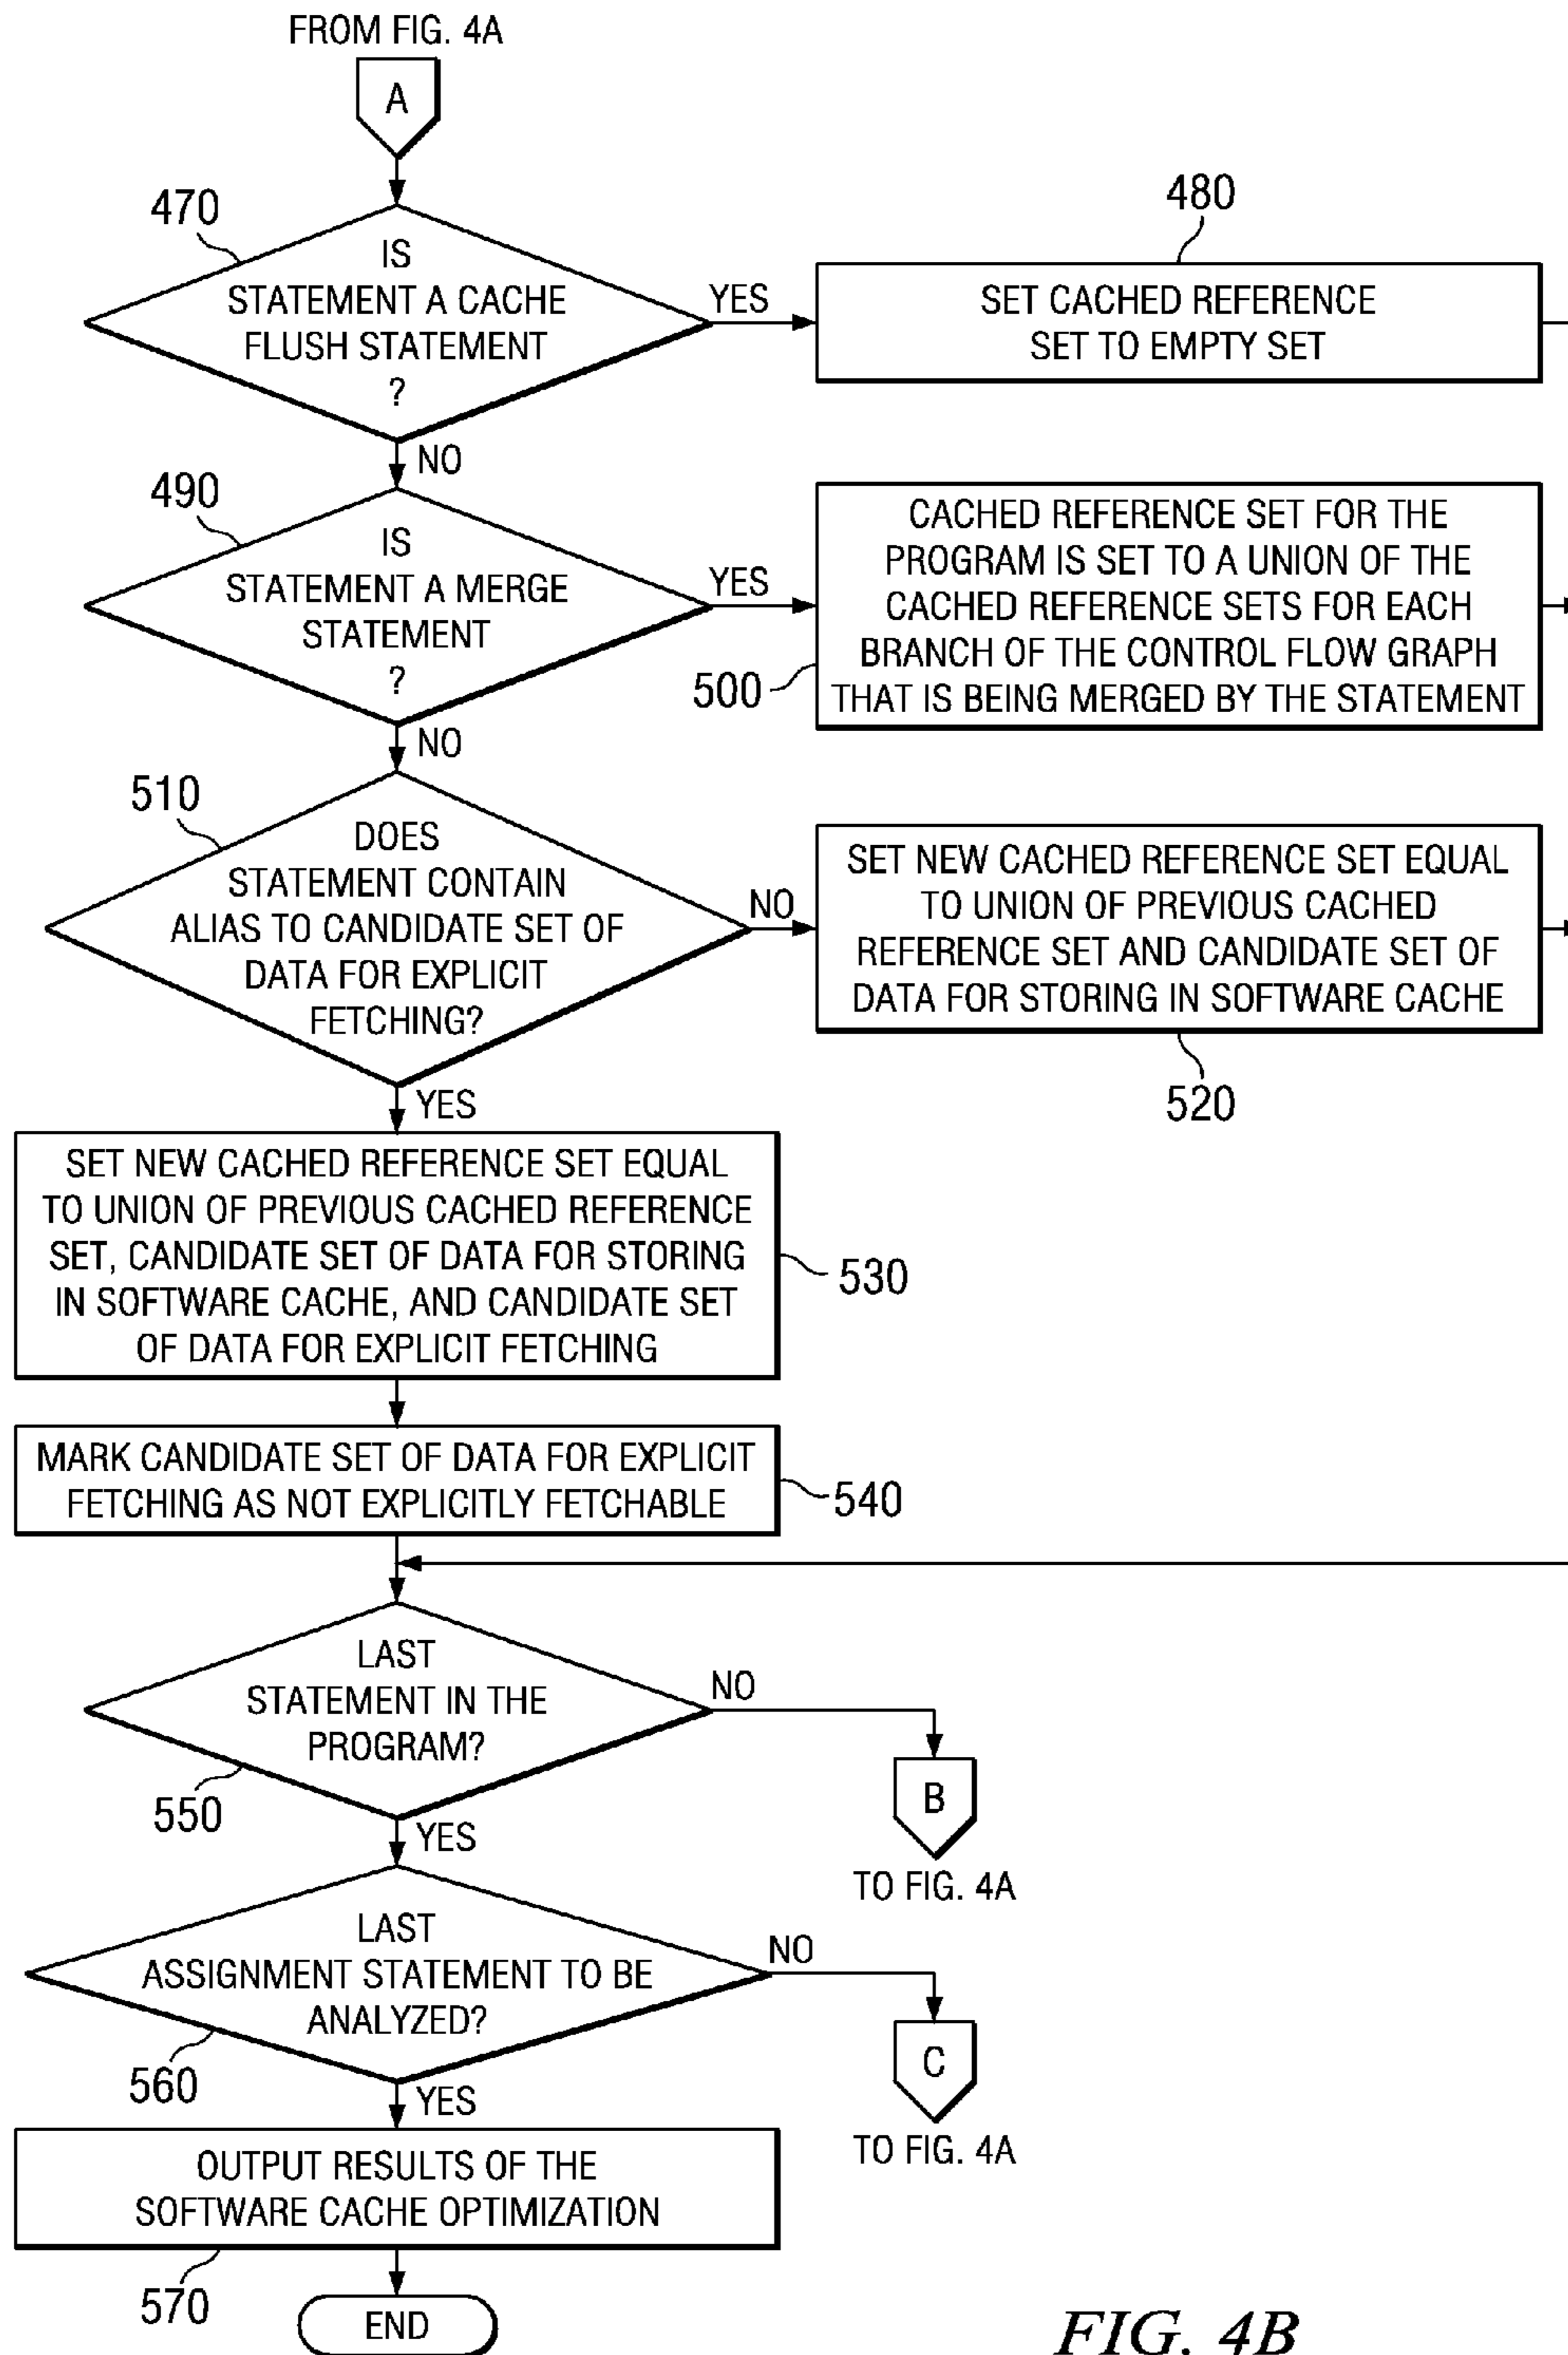 FROM FIG. 4A
A
470
IS
STATEMENT A CACHE
FLUSH STATEMENT
?
YES
480
SET CACHED REFERENCE
SET TO EMPTY SET
NO
490
IS
STATEMENT A MERGE
STATEMENT
?
YES
500
CACHED REFERENCE SET FOR THE
PROGRAM IS SET TO A UNION OF THE
CACHED REFERENCE SETS FOR EACH
BRANCH OF THE CONTROL FLOW GRAPH
THAT IS BEING MERGED BY THE STATEMENT
NO
510
DOES
STATEMENT CONTAIN
ALIAS TO CANDIDATE SET OF
DATA FOR EXPLICIT
FETCHING?
NO
SET NEW CACHED REFERENCE SET EQUAL
TO UNION OF PREVIOUS CACHED
REFERENCE SET AND CANDIDATE SET OF
DATA FOR STORING IN SOFTWARE CACHE
520
YES
SET NEW CACHED REFERENCE SET EQUAL
TO UNION OF PREVIOUS CACHED REFERENCE
SET, CANDIDATE SET OF DATA FOR STORING
IN SOFTWARE CACHE, AND CANDIDATE SET
OF DATA FOR EXPLICIT FETCHING
530
MARK CANDIDATE SET OF DATA FOR EXPLICIT
FETCHING AS NOT EXPLICITLY FETCHABLE
540
LAST
STATEMENT IN THE
PROGRAM?
550
NO
B
TO FIG. 4A
YES
LAST
ASSIGNMENT STATEMENT TO BE
ANALYZED?
560
NO
C
TO FIG. 4A
YES
OUTPUT RESULTS OF THE
SOFTWARE CACHE OPTIMIZATION
570
END
FIG. 4B